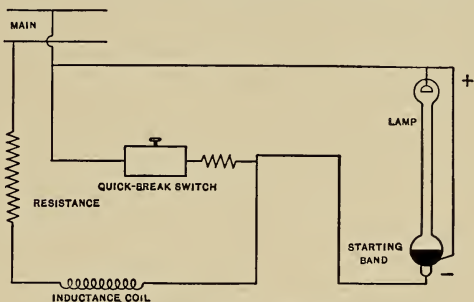 MAIN
+
LAMP
QUICK-BREAK SWITCH
RESISTANCE
STARTING
BAND
−
INDUCTANCE COIL